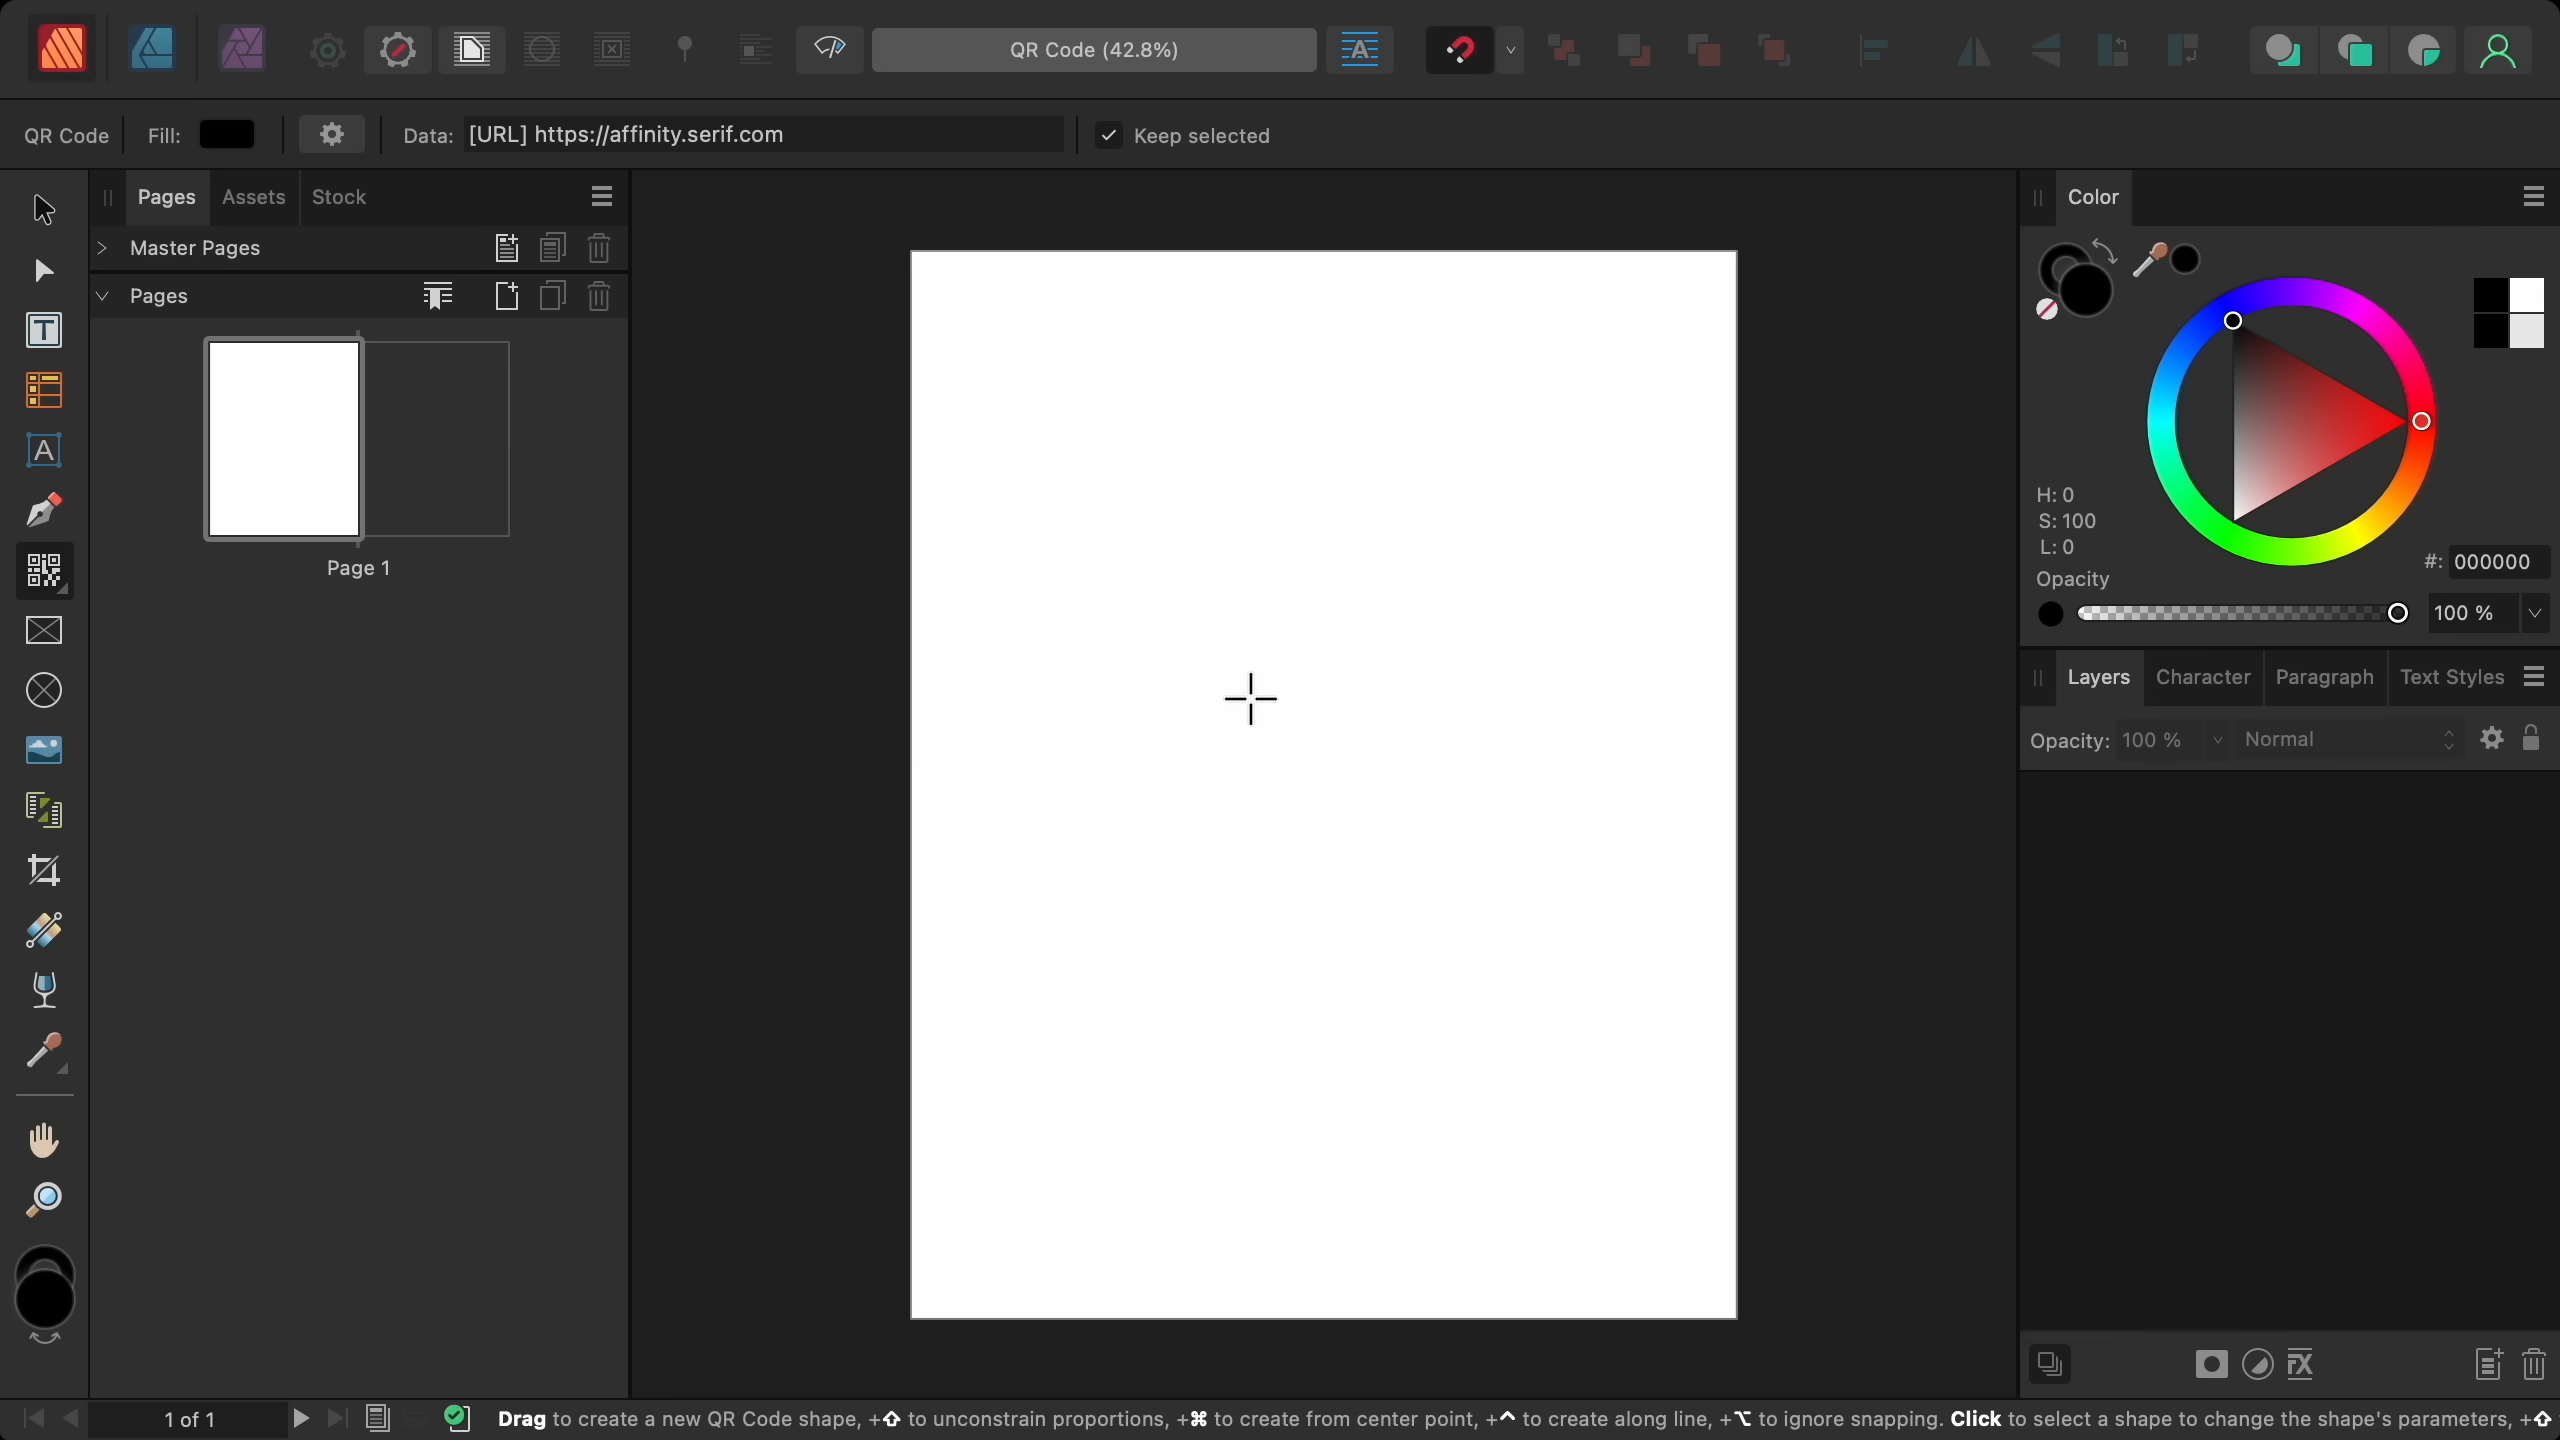 QR Code (42.8%)
QR Code
Fill:
Data: [URL] https://affinity.serif.com
Keep selected
Pages
Assets
Stock
Master Pages
Pages
Page 1
Color
H: 0
S: 100
L: 0
#: 000000
Opacity
100 %
Layers
Character
Paragraph
Text Styles
Opacity: 100 %
Normal
1 of 1
Drag to create a new QR Code shape, +⇧ to unconstrain proportions, +⌘ to create from center point, +^ to create along line, +⌥ to ignore snapping. Click to select a shape to change the shape's parameters, +⇧